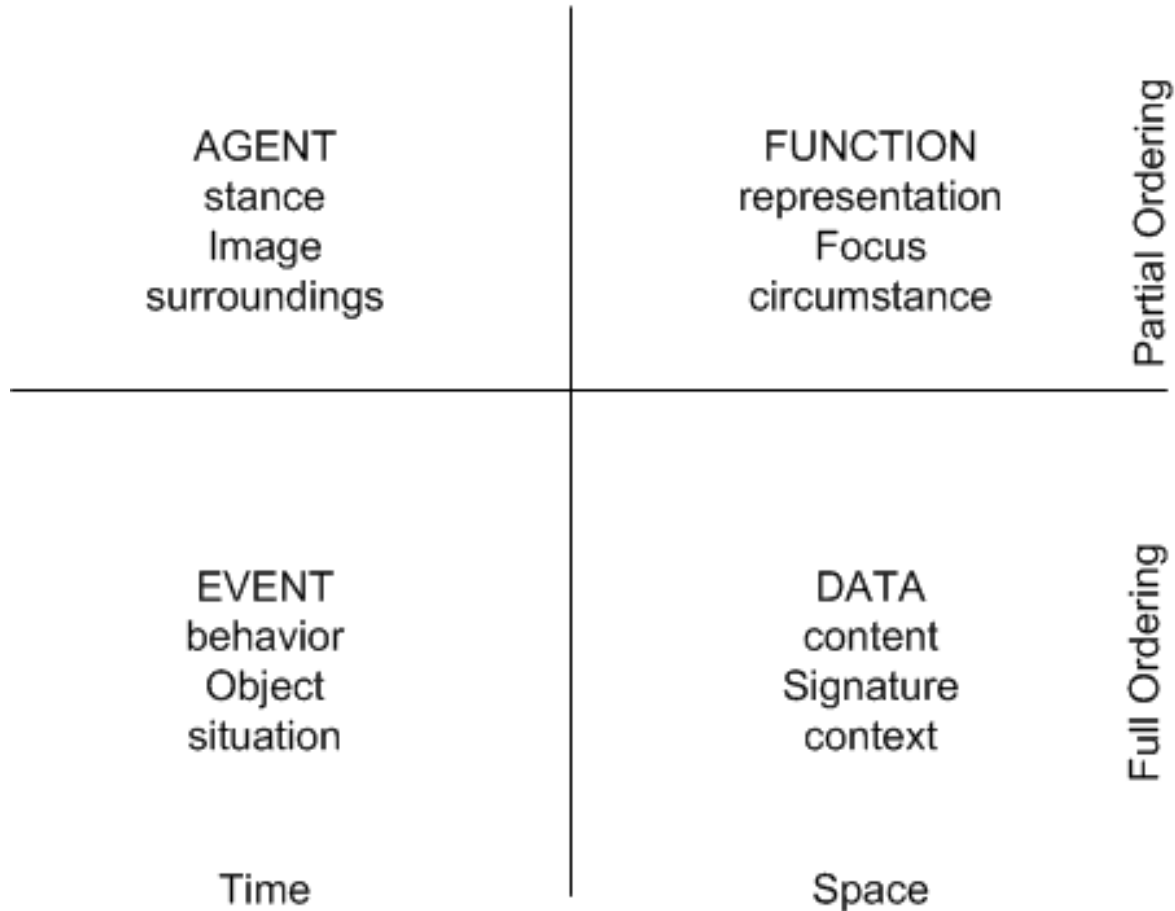 AGENT
stance
Image
surroundings
FUNCTION
representation
Focus
circumstance
Partial Ordering
EVENT
behavior
Object
situation
DATA
content
Signature
context
Full Ordering
Time
Space